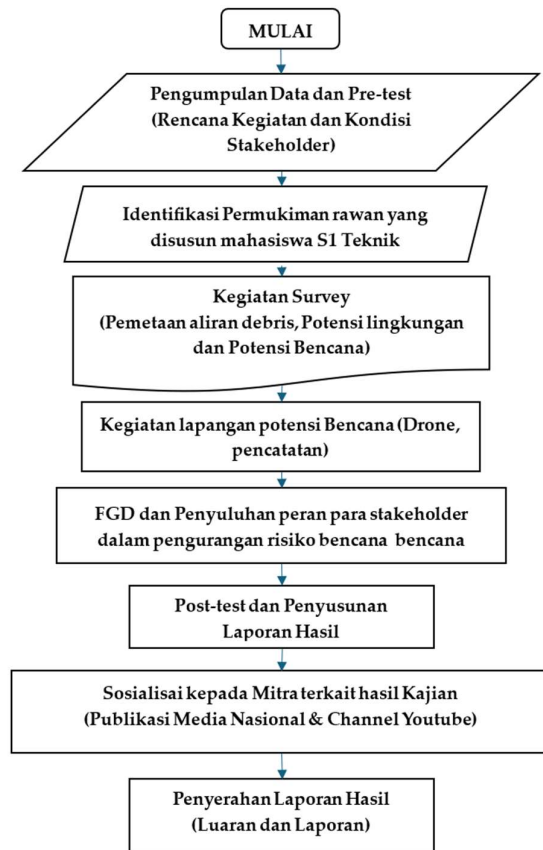 MULAI
Pengumpulan Data dan Pre-test
(Rencana Kegiatan dan Kondisi
Stakeholder)
Identifikasi Permukiman rawan yang
disusun mahasiswa S1 Teknik
Kegiatan Survey
(Pemetaan aliran debris, Potensi lingkungan
dan Potensi Bencana)
Kegiatan lapangan potensi Bencana (Drone,
pencatatan)
FGD dan Penyuluhan peran para stakeholder
dalam pengurangan risiko bencana bencana
Post-test dan Penyusunan
Laporan Hasil
Sosialisai kepada Mitra terkait hasil Kajian
(Publikasi Media Nasional & Channel Youtube)
Penyerahan Laporan Hasil
(Luaran dan Laporan)